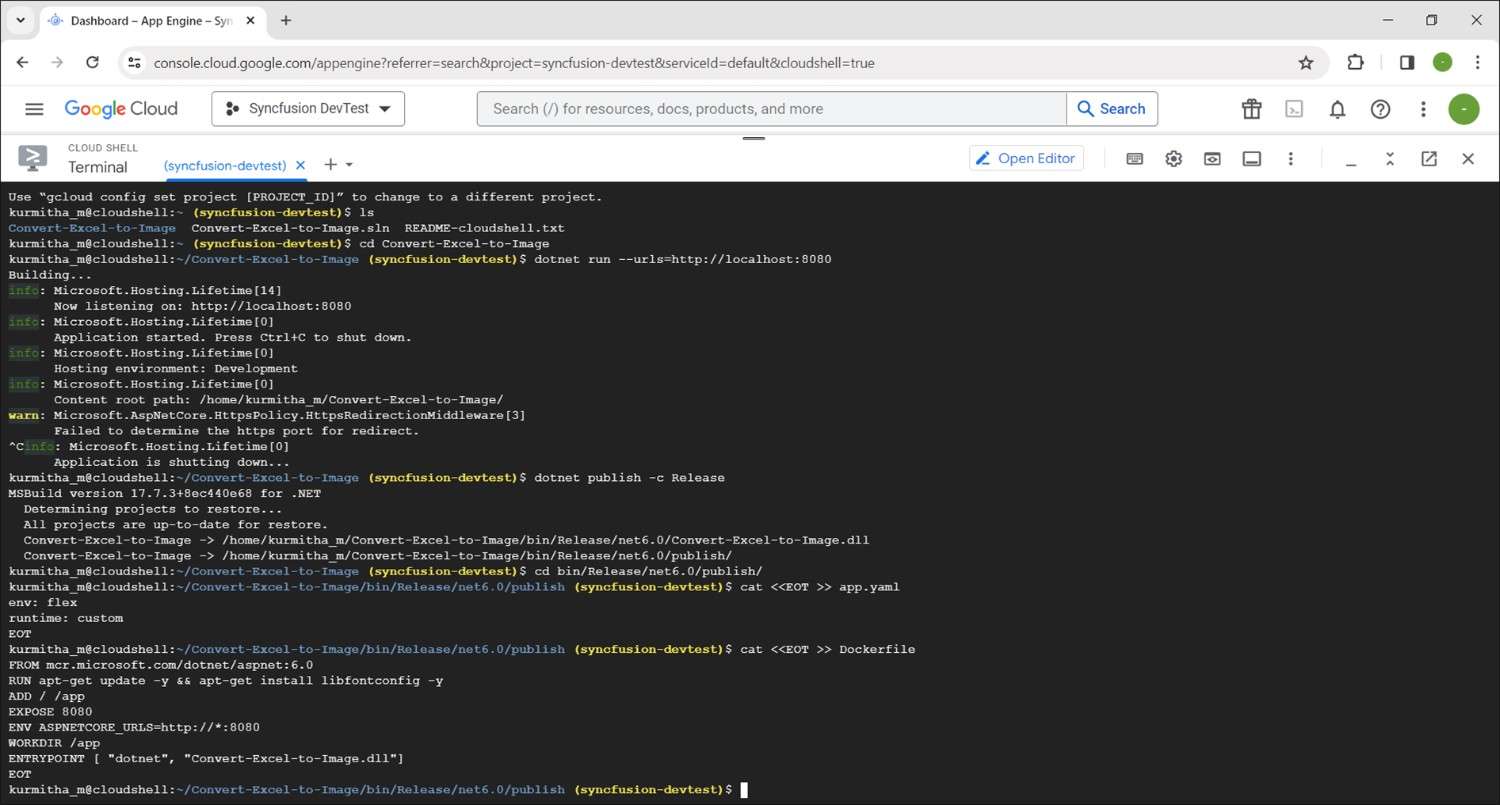 Dashboard – App Engine – Syn
console.cloud.google.com/appengine?referrer=search&project=syncfusion-devtest&serviceId=default&cloudshell=true
Google Cloud
Syncfusion DevTest
Search (/) for resources, docs, products, and more
Search
CLOUD SHELL
Terminal
(syncfusion-devtest)
Open Editor
Use “gcloud config set project [PROJECT_ID]” to change to a different project.
kurmitha_m@cloudshell:~ (syncfusion-devtest)$ ls
Convert-Excel-to-Image  Convert-Excel-to-Image.sln  README-cloudshell.txt
kurmitha_m@cloudshell:~ (syncfusion-devtest)$ cd Convert-Excel-to-Image
kurmitha_m@cloudshell:~/Convert-Excel-to-Image (syncfusion-devtest)$ dotnet run --urls=http://localhost:8080
Building...
info: Microsoft.Hosting.Lifetime[14]
      Now listening on: http://localhost:8080
info: Microsoft.Hosting.Lifetime[0]
      Application started. Press Ctrl+C to shut down.
info: Microsoft.Hosting.Lifetime[0]
      Hosting environment: Development
info: Microsoft.Hosting.Lifetime[0]
      Content root path: /home/kurmitha_m/Convert-Excel-to-Image/
warn: Microsoft.AspNetCore.HttpsPolicy.HttpsRedirectionMiddleware[3]
      Failed to determine the https port for redirect.
^Cinfo: Microsoft.Hosting.Lifetime[0]
      Application is shutting down...
kurmitha_m@cloudshell:~/Convert-Excel-to-Image (syncfusion-devtest)$ dotnet publish -c Release
MSBuild version 17.7.3+8ec440e68 for .NET
  Determining projects to restore...
  All projects are up-to-date for restore.
  Convert-Excel-to-Image -> /home/kurmitha_m/Convert-Excel-to-Image/bin/Release/net6.0/Convert-Excel-to-Image.dll
  Convert-Excel-to-Image -> /home/kurmitha_m/Convert-Excel-to-Image/bin/Release/net6.0/publish/
kurmitha_m@cloudshell:~/Convert-Excel-to-Image (syncfusion-devtest)$ cd bin/Release/net6.0/publish/
kurmitha_m@cloudshell:~/Convert-Excel-to-Image/bin/Release/net6.0/publish (syncfusion-devtest)$ cat <<EOT >> app.yaml
env: flex
runtime: custom
EOT
kurmitha_m@cloudshell:~/Convert-Excel-to-Image/bin/Release/net6.0/publish (syncfusion-devtest)$ cat <<EOT >> Dockerfile
FROM mcr.microsoft.com/dotnet/aspnet:6.0
RUN apt-get update -y && apt-get install libfontconfig -y
ADD / /app
EXPOSE 8080
ENV ASPNETCORE_URLS=http://*:8080
WORKDIR /app
ENTRYPOINT [ "dotnet", "Convert-Excel-to-Image.dll"]
EOT
kurmitha_m@cloudshell:~/Convert-Excel-to-Image/bin/Release/net6.0/publish (syncfusion-devtest)$